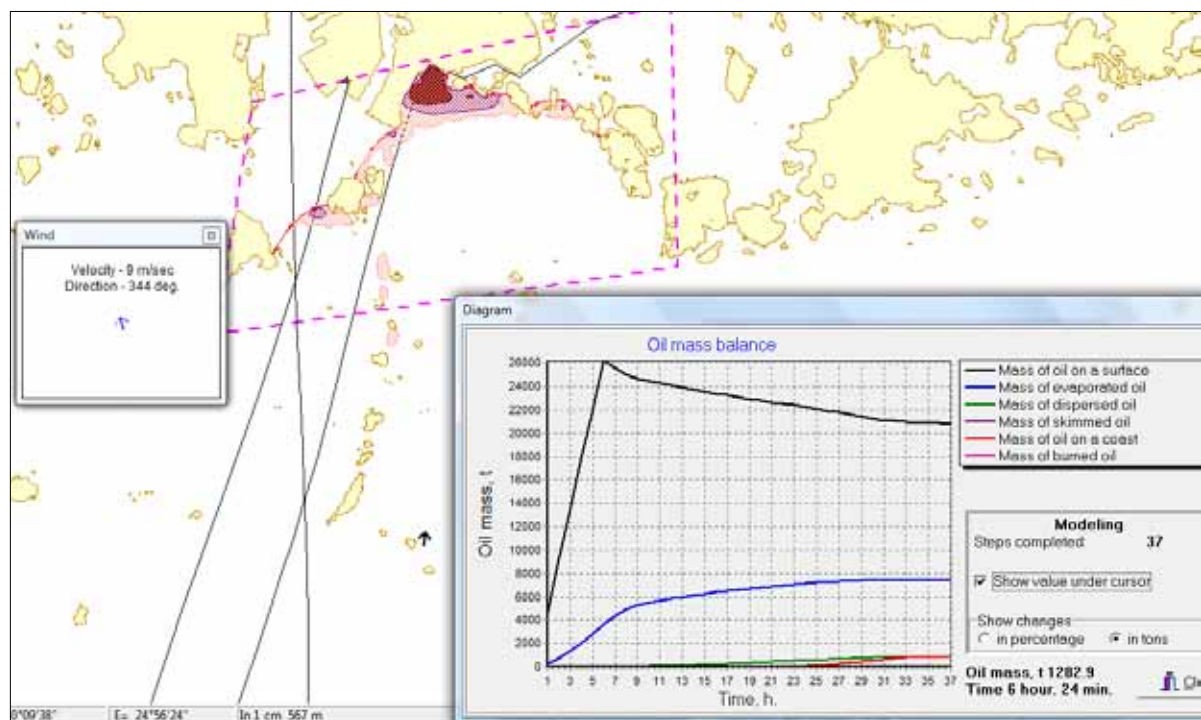 Wind
Velocity - 9 m/sec
Direction - 344 deg.
Diagram
Oil mass balance
26000
24000
22000
20000
18000
16000
14000
12000
10000
8000
6000
4000
2000
0
Oil mass, t
1 3 5 7 9 11 13 15 17 19 21 23 25 27 29 31 33 35 37
Time, h.
Mass of oil on a surface
Mass of evaporated oil
Mass of dispersed oil
Mass of skimmed oil
Mass of oil on a coast
Mass of burned oil
Modeling
Steps completed: 37
Show value under cursor
Show changes
in percentage in tons
Oil mass, t 1282.9
Time 6 hour, 24 min.
8°09'38" E= 24°56'24" In 1 cm 567 m